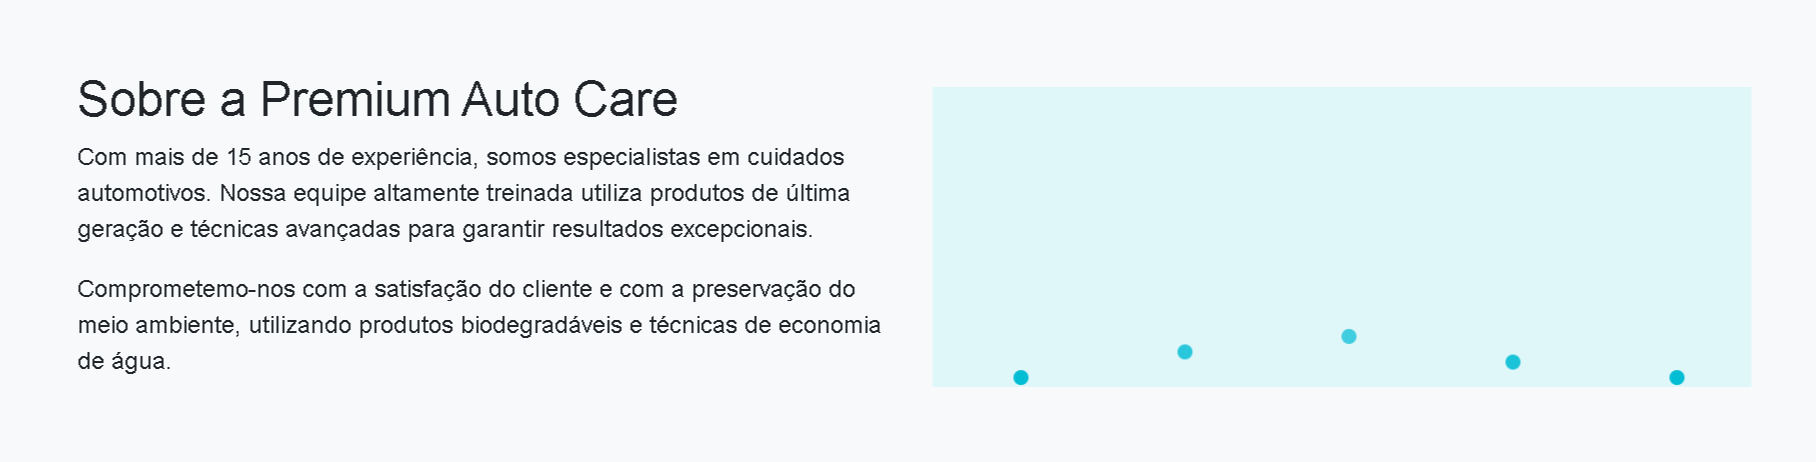 Sobre a Premium Auto Care
Com mais de 15 anos de experiência, somos especialistas em cuidados
automotivos. Nossa equipe altamente treinada utiliza produtos de última
geração e técnicas avançadas para garantir resultados excepcionais.
Comprometemo-nos com a satisfação do cliente e com a preservação do
meio ambiente, utilizando produtos biodegradáveis e técnicas de economia
de água.